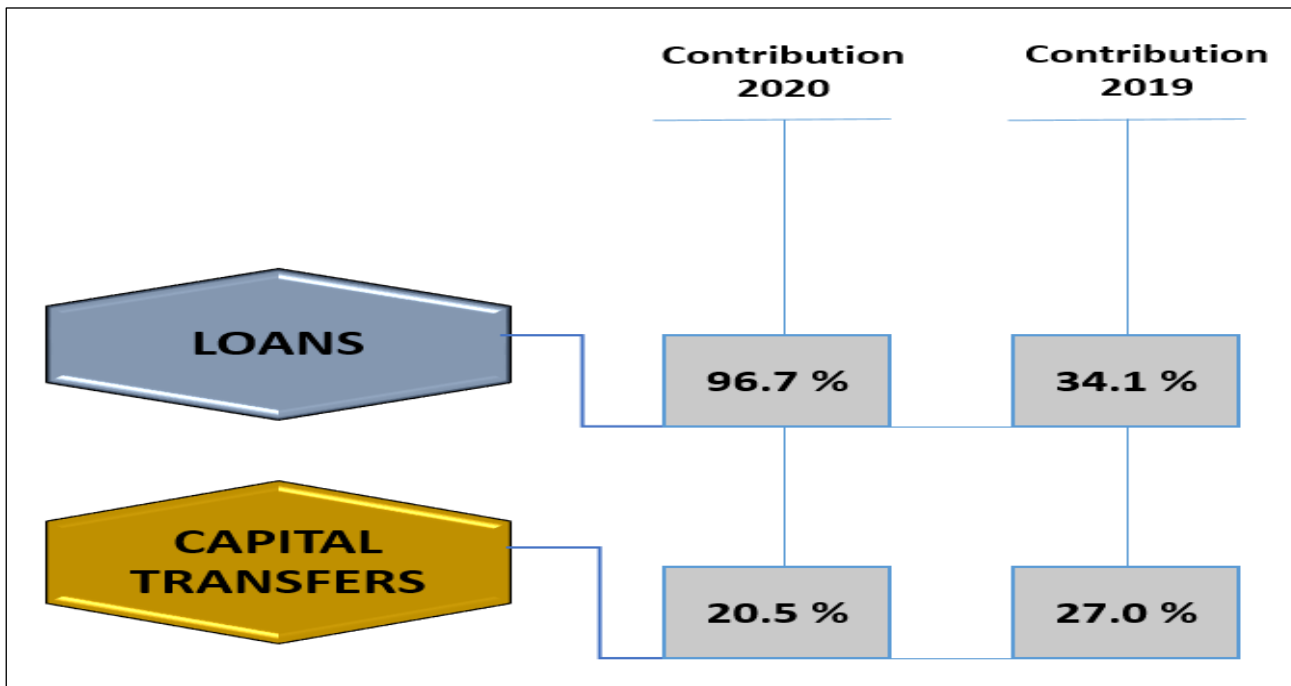 Contribution
2020
Contribution
2019
LOANS
96.7 %
34.1 %
CAPITAL
TRANSFERS
20.5 %
27.0 %